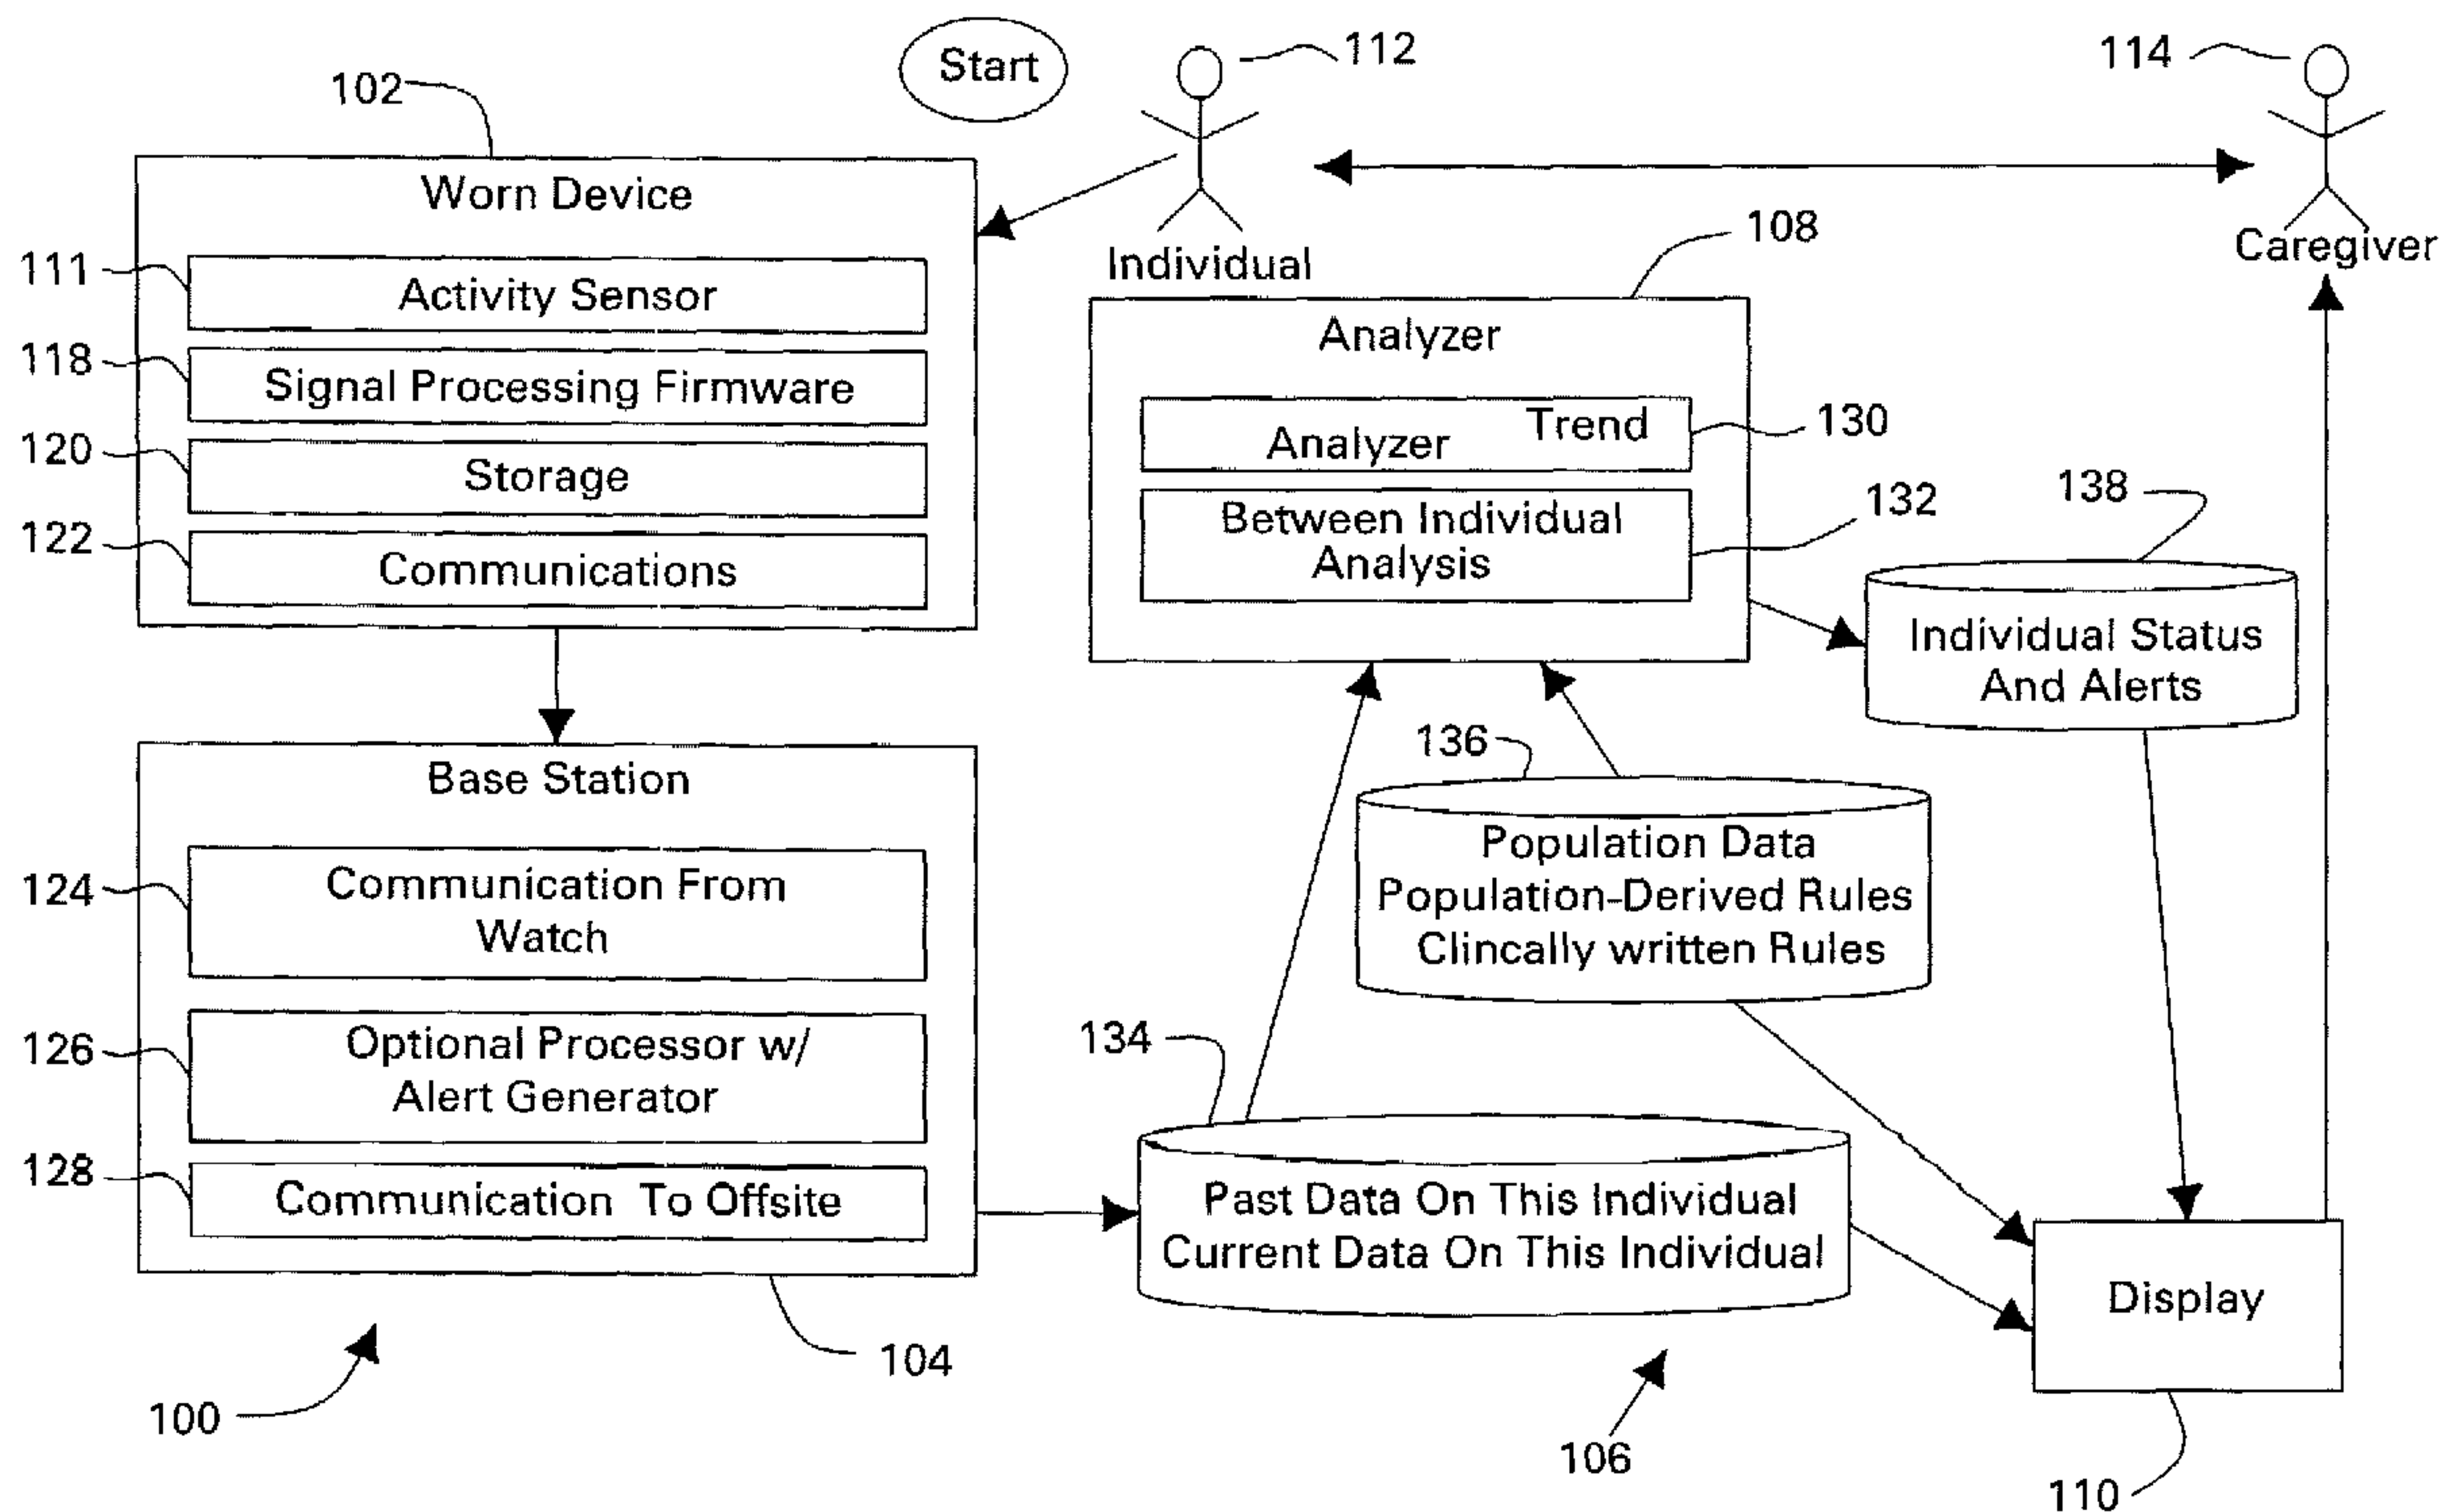 Start
112
114
102
Worn Device
Individual
Caregiver
111
Activity Sensor
118
Signal Processing Firmware
120
Storage
122
Communications
108
Analyzer
Trend
Analyzer
130
Between Individual
Analysis
132
138
Individual Status
And Alerts
Base Station
124
Communication From
Watch
126
Optional Processor w/
Alert Generator
128
Communication To Offsite
136
Population Data
Population-Derived Rules
Clincally written Rules
134
Past Data On This Individual
Current Data On This Individual
Display
104
100
106
110